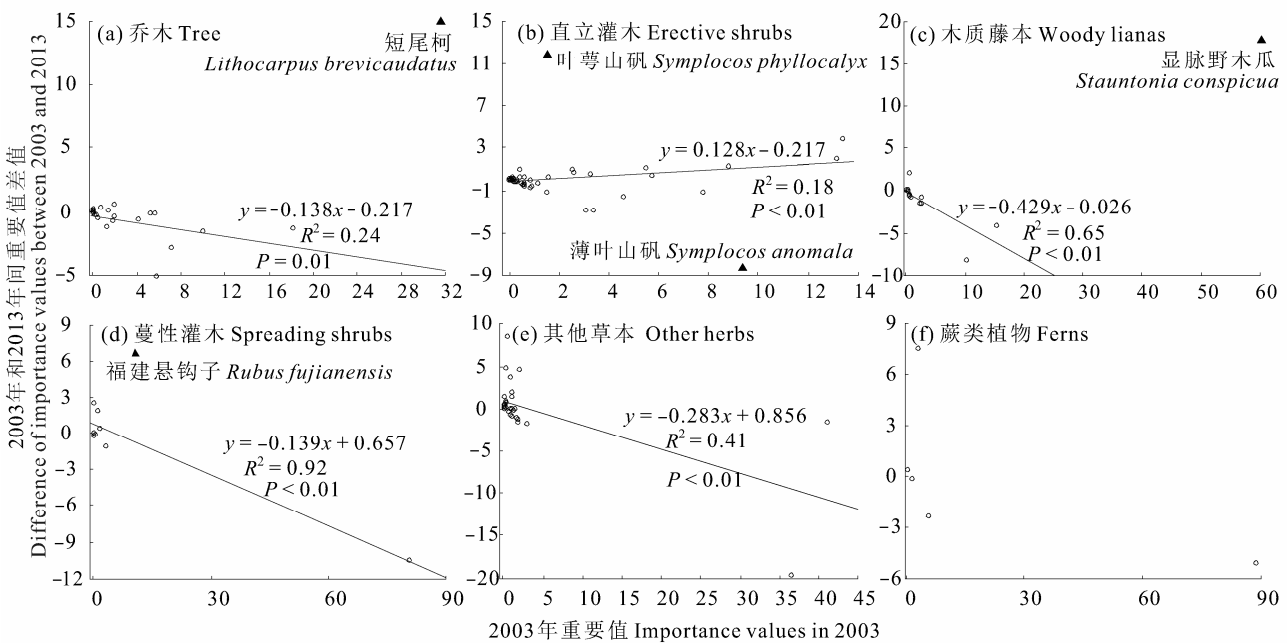 2003年和2013年间重要值差值
Difference of importance values between 2003 and 2013
(a) 乔木 Tree
短尾柯
Lithocarpus brevicaudatus
y = −0.138x − 0.217
R² = 0.24
P = 0.01
15
10
5
0
−5
0 4 8 12 16 20 24 28 32
(b) 直立灌木 Erective shrubs
叶萼山矾 Symplocos phyllocalyx
y = 0.128x − 0.217
R² = 0.18
P < 0.01
薄叶山矾 Symplocos anomala
15
11
7
3
−1
−5
−9
0 2 4 6 8 10 12 14
(c) 木质藤本 Woody lianas
显脉野木瓜
Stauntonia conspicua
y = −0.429x − 0.026
R² = 0.65
P < 0.01
20
15
10
5
0
−5
−10
0 10 20 30 40 50 60
(d) 蔓性灌木 Spreading shrubs
福建悬钩子 Rubus fujianensis
y = −0.139x + 0.657
R² = 0.92
P < 0.01
9
6
3
0
−3
−6
−9
−12
0 30 60 90
(e) 其他草本 Other herbs
y = −0.283x + 0.856
R² = 0.41
P < 0.01
10
5
0
−5
−10
−15
−20
0 5 10 15 20 25 30 35 40 45
(f) 蕨类植物 Ferns
9
6
3
0
−3
−6
0 30 60 90
2003年重要值 Importance values in 2003